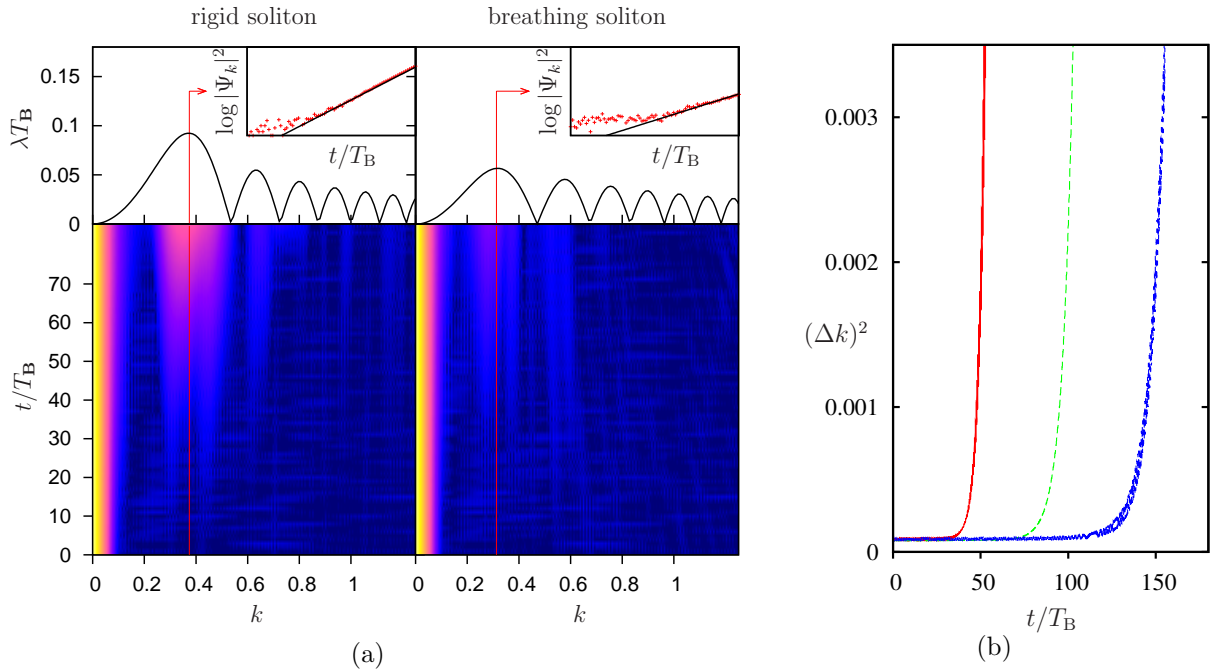 rigid soliton
breathing soliton
λT_B
0.15
0.1
0.05
0
log |Ψ_k|^2
t/T_B
log |Ψ_k|^2
t/T_B
t/T_B
70
60
50
40
30
20
10
0
0 0.2 0.4 0.6 0.8 1
0 0.2 0.4 0.6 0.8 1
k
k
(a)
(Δk)^2
0.003
0.002
0.001
0
0 50 100 150
t/T_B
(b)